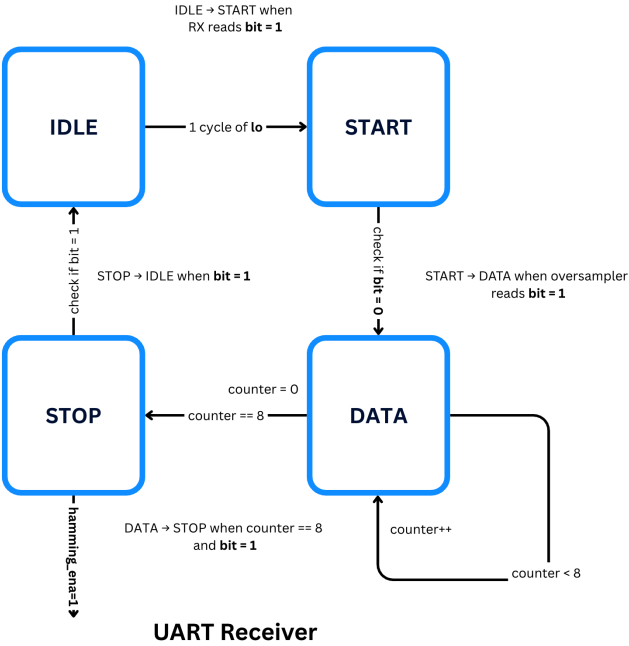 IDLE → START when
RX reads bit = 1
IDLE
1 cycle of lo
START
check if bit = 1
STOP → IDLE when bit = 1
check if bit = 0
START → DATA when oversampler
reads bit = 1
STOP
counter = 0
counter == 8
DATA
hamming_ena=1
DATA → STOP when counter == 8
and bit = 1
counter++
counter < 8
UART Receiver